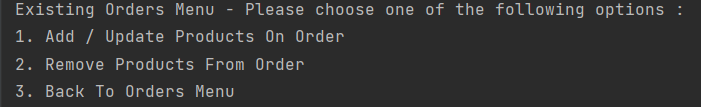 Existing Orders Menu - Please choose one of the following options :
1. Add / Update Products On Order
2. Remove Products From Order
3. Back To Orders Menu